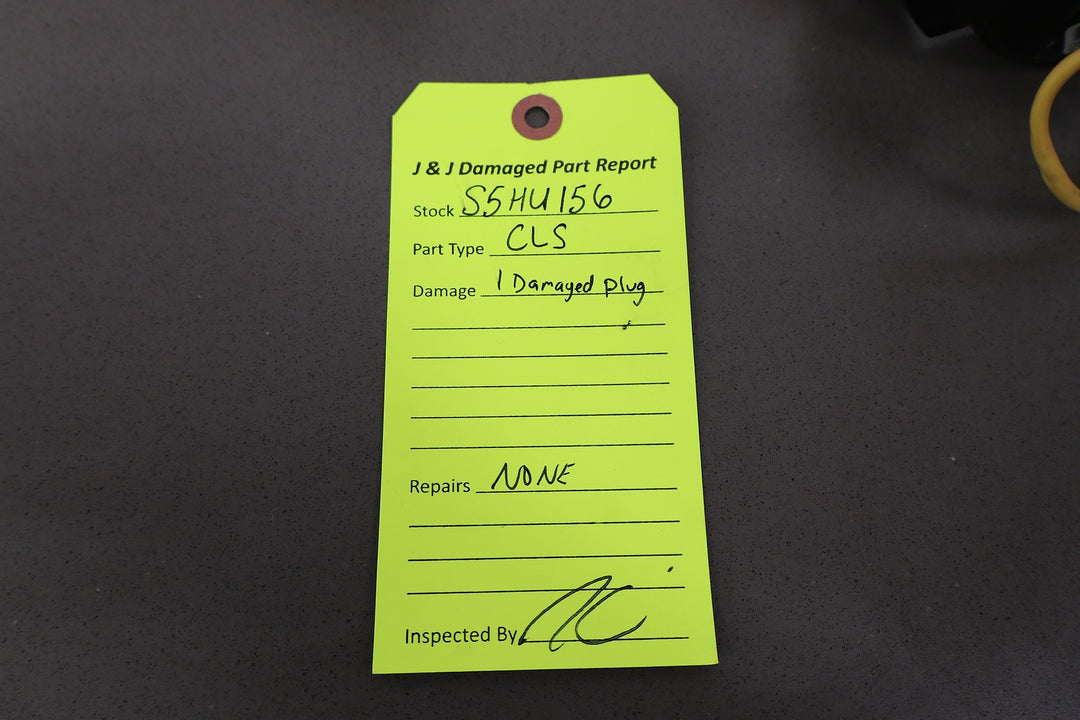 J & J Damaged Part Report
Stock S5HU156
Part Type CLS
Damage 1 Damaged Plug
Repairs NONE
Inspected By